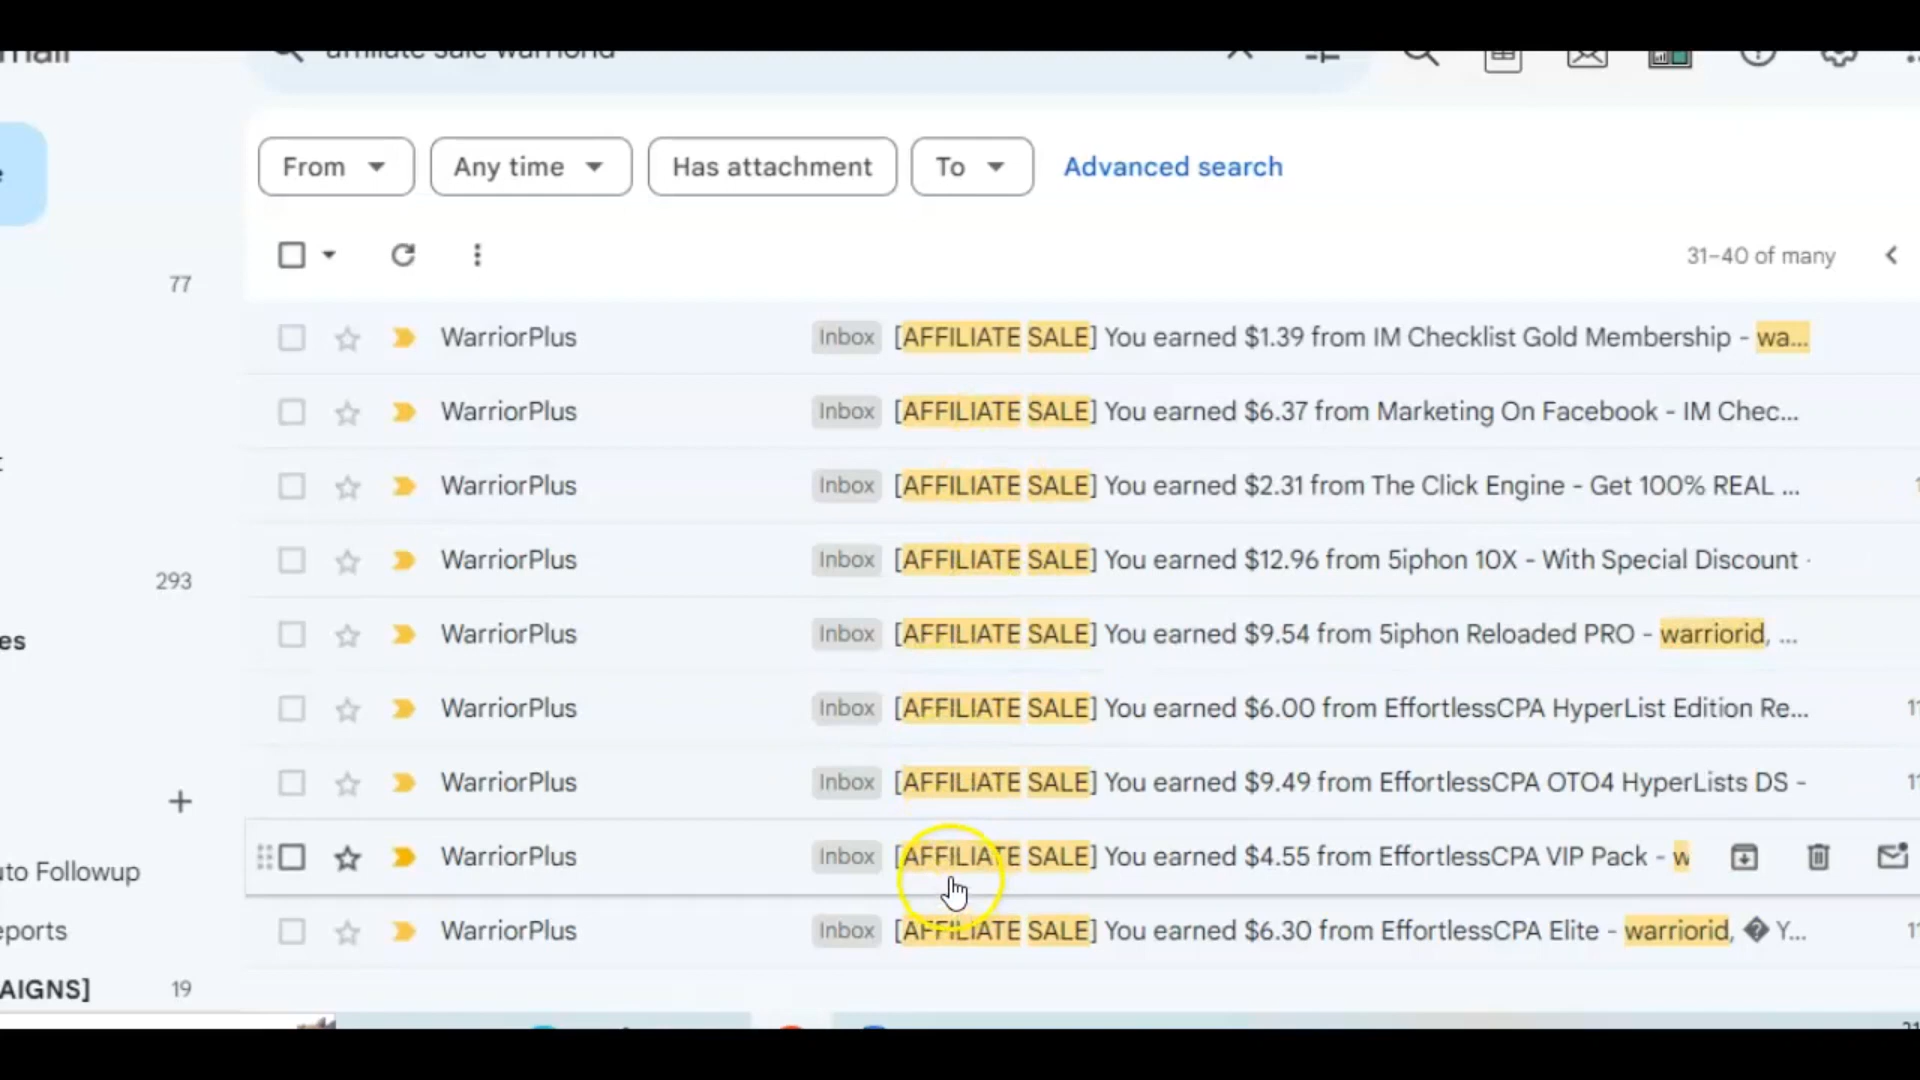 affiliate sale warriorid
From Any time Has attachment To Advanced search
31–40 of many
77
WarriorPlus Inbox [AFFILIATE SALE] You earned $1.39 from IM Checklist Gold Membership - wa...
WarriorPlus Inbox [AFFILIATE SALE] You earned $6.37 from Marketing On Facebook - IM Chec...
WarriorPlus Inbox [AFFILIATE SALE] You earned $2.31 from The Click Engine - Get 100% REAL ...
WarriorPlus Inbox [AFFILIATE SALE] You earned $12.96 from 5iphon 10X - With Special Discount -
293
WarriorPlus Inbox [AFFILIATE SALE] You earned $9.54 from 5iphon Reloaded PRO - warriorid, ...
es
WarriorPlus Inbox [AFFILIATE SALE] You earned $6.00 from EffortlessCPA HyperList Edition Re...
WarriorPlus Inbox [AFFILIATE SALE] You earned $9.49 from EffortlessCPA OTO4 HyperLists DS -
WarriorPlus Inbox [AFFILIATE SALE] You earned $4.55 from EffortlessCPA VIP Pack - w
uto Followup
WarriorPlus Inbox [AFFILIATE SALE] You earned $6.30 from EffortlessCPA Elite - warriorid, � Y...
eports
AIGNS] 19